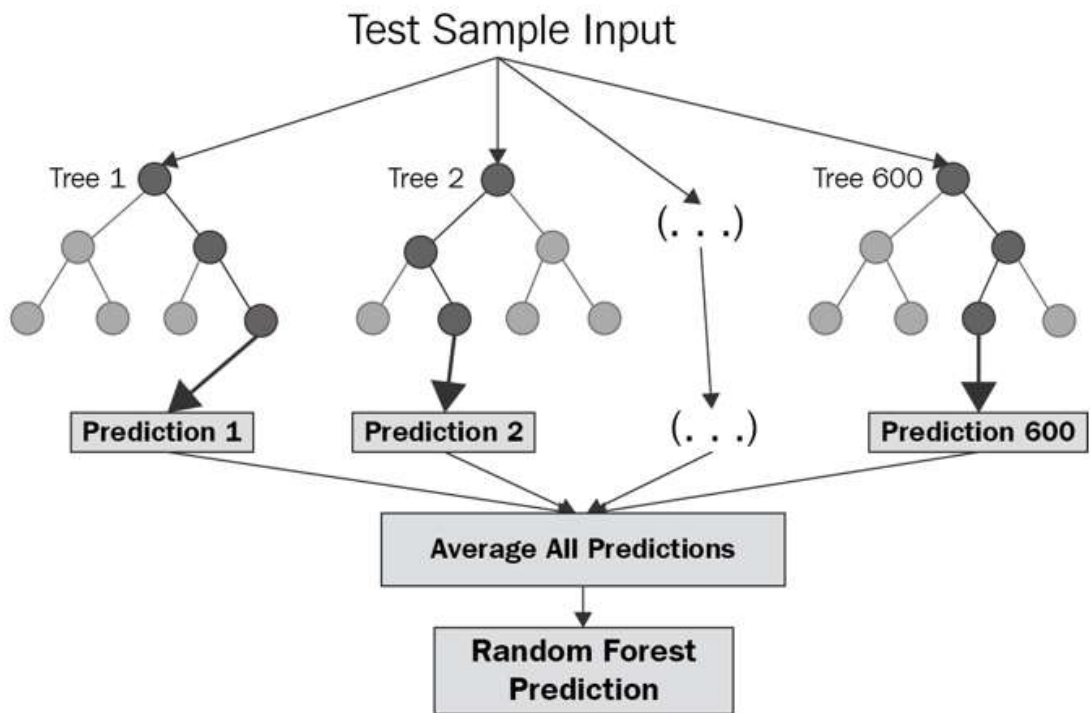 Test Sample Input
Tree 1
Tree 2
Tree 600
(. . .)
Prediction 1
Prediction 2
(. . .)
Prediction 600
Average All Predictions
Random Forest
Prediction